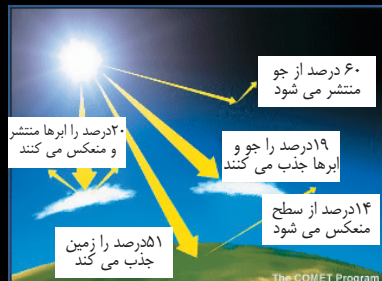 ۶۰ درصد از جو
منتشر می شود
۲۰درصد را ابرها منتشر
و منعکس می کنند
۱۹درصد را جو و
ابرها جذب می کنند
۱۴درصد از سطح
منعکس می شود
۵۱درصد را زمین
جذب می کند
The COMET Program